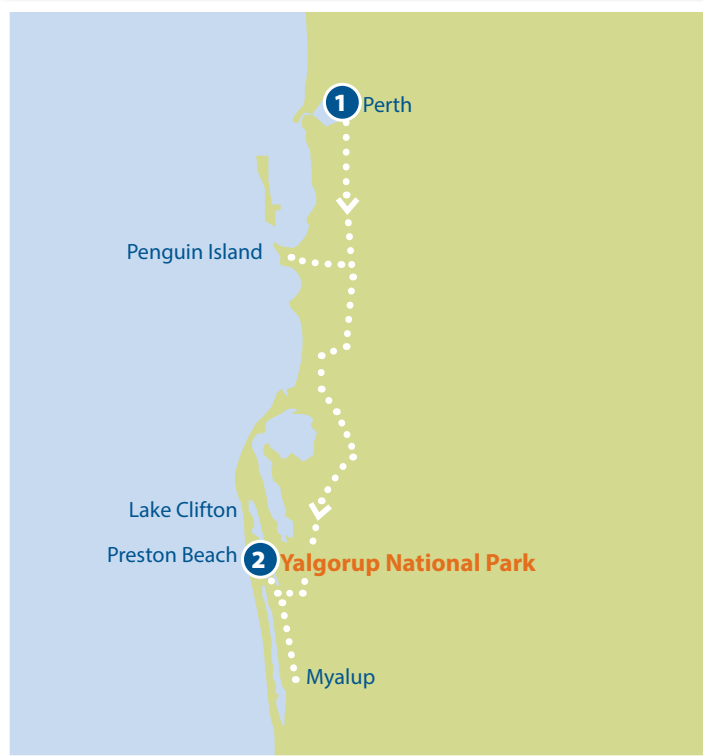 1 Perth
Penguin Island
Lake Clifton
Preston Beach 2 Yalgorup National Park
Myalup